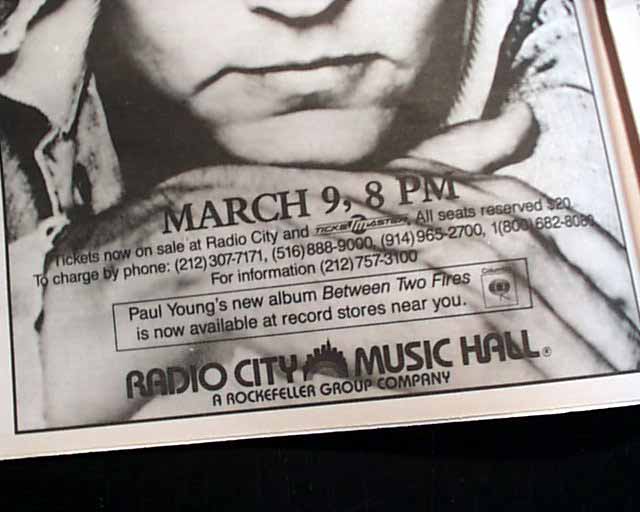 MARCH 9, 8 PM
Tickets now on sale at Radio City and TICKETMASTER. All seats reserved $20
To charge by phone: (212) 307-7171, (516) 888-9000, (914) 965-2700, 1(800) 682-8080
For information (212) 757-3100
Paul Young's new album Between Two Fires
is now available at record stores near you.
Columbia
RADIO CITY MUSIC HALL®
A ROCKEFELLER GROUP COMPANY